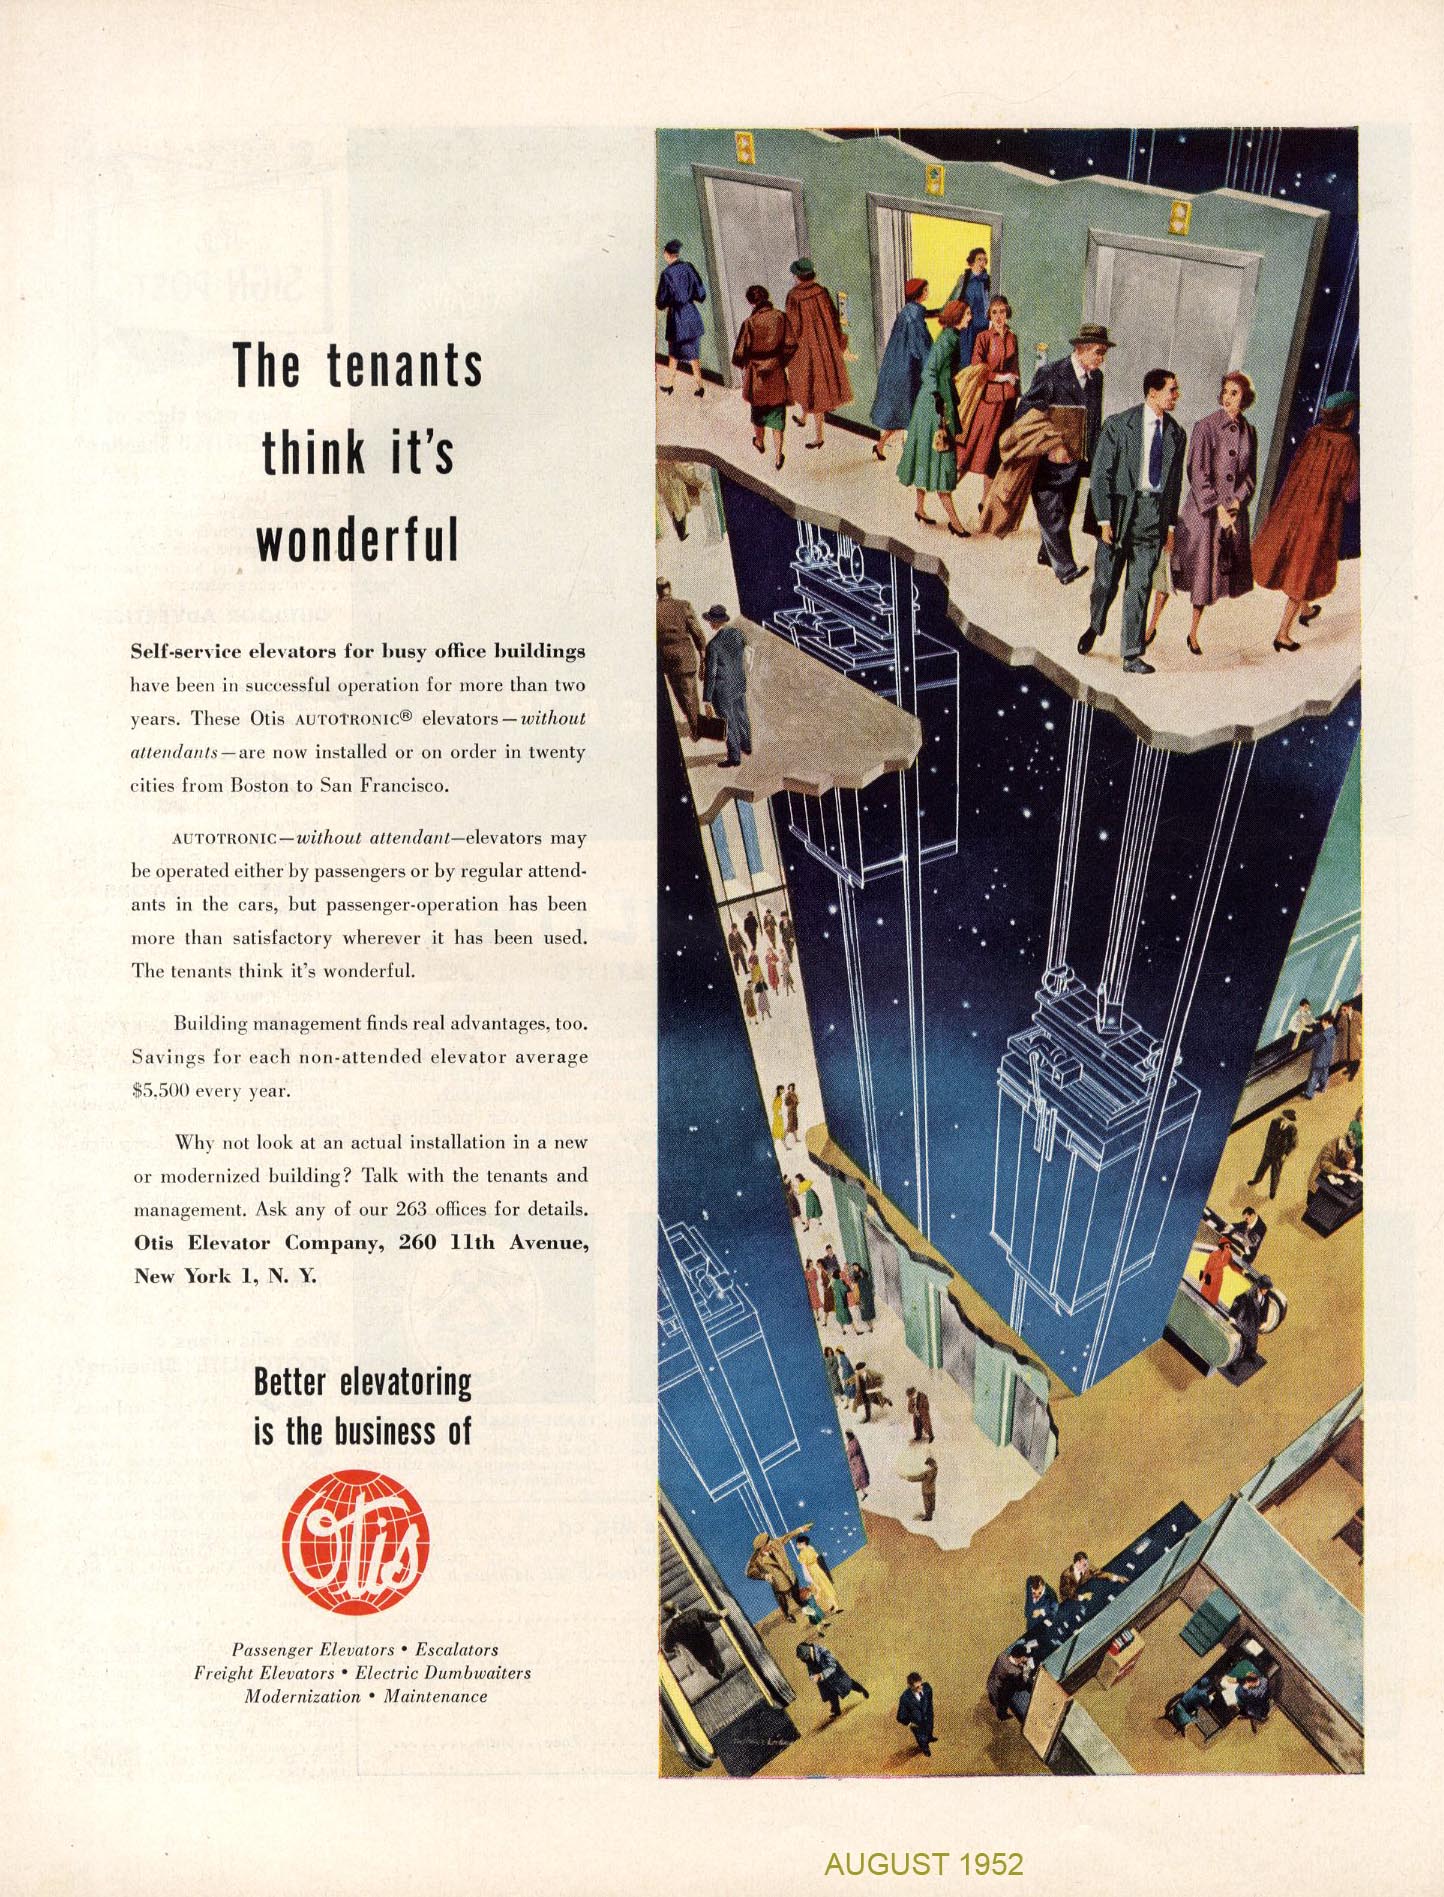 The tenants
think it's
wonderful
Self-service elevators for busy office buildings
have been in successful operation for more than two
years. These Otis AUTOTRONIC® elevators—without
attendants—are now installed or on order in twenty
cities from Boston to San Francisco.
AUTOTRONIC—without attendant—elevators may
be operated either by passengers or by regular attend-
ants in the cars, but passenger-operation has been
more than satisfactory wherever it has been used.
The tenants think it's wonderful.
Building management finds real advantages, too.
Savings for each non-attended elevator average
$5,500 every year.
Why not look at an actual installation in a new
or modernized building? Talk with the tenants and
management. Ask any of our 263 offices for details.
Otis Elevator Company, 260 11th Avenue,
New York 1, N. Y.
Better elevatoring
is the business of
Otis
Passenger Elevators • Escalators
Freight Elevators • Electric Dumbwaiters
Modernization • Maintenance
AUGUST 1952